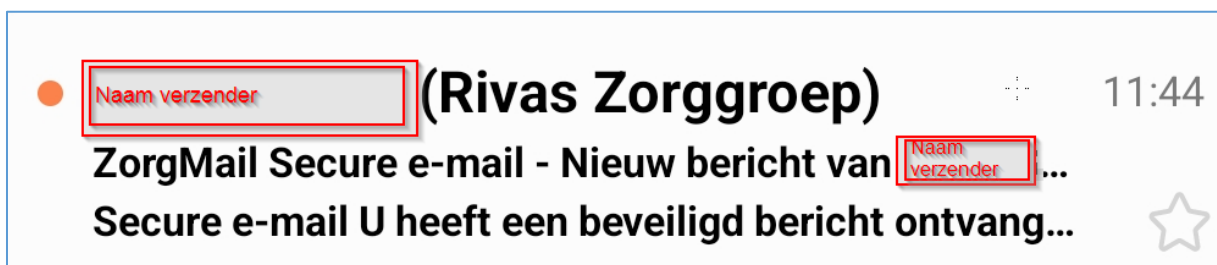 Naam verzender (Rivas Zorggroep) 11:44
ZorgMail Secure e-mail - Nieuw bericht van Naam verzender ...
Secure e-mail U heeft een beveiligd bericht ontvang...